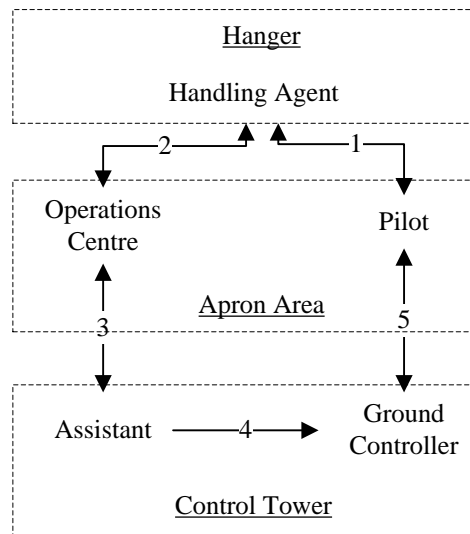 Hanger
Handling Agent
2
1
Operations
Centre
Pilot
3
Apron Area
5
Assistant
4
Ground
Controller
Control Tower